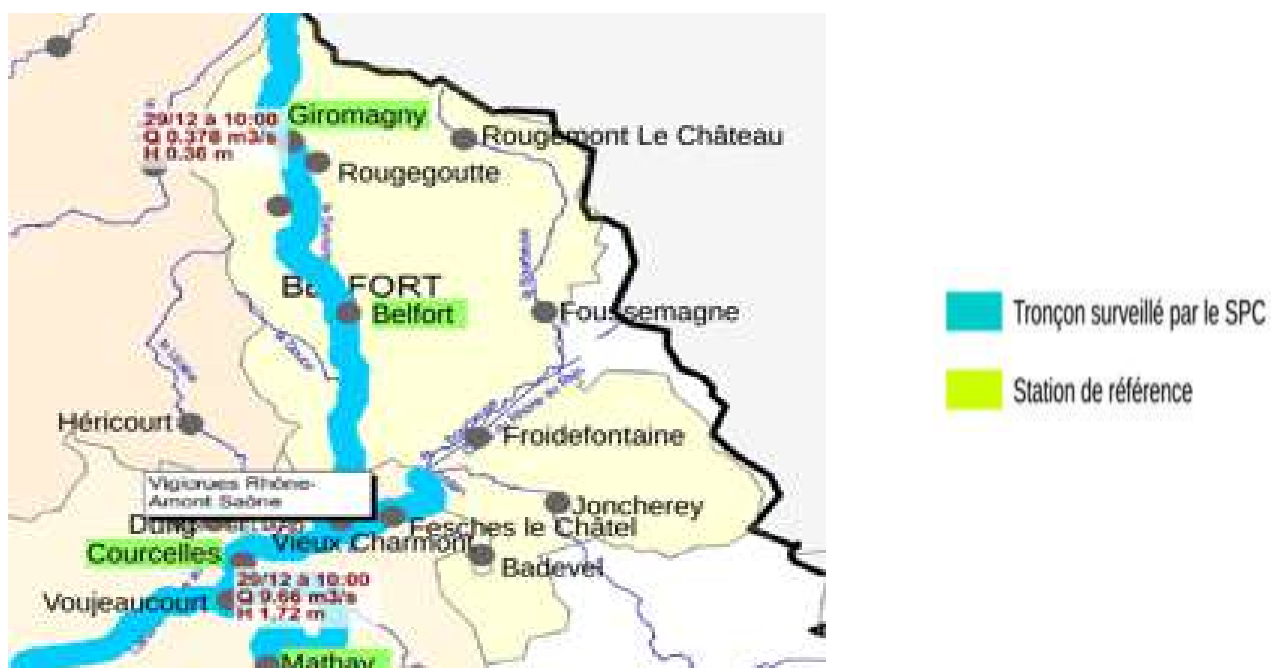 29/12 à 10:00
Q 0.378 m3/s
H 0.36 m
Giromagny
Rougemont Le Château
Rougegoutte
BELFORT
Belfort
Foussemagne
Tronçon surveillé par le SPC
Station de référence
Héricourt
Froidefontaine
Vigicrues Rhône-
Amont Saône
Joncherey
Dung
Fesches le Châtel
Vieux Charmont
Courcelles
Badevel
29/12 à 10:00
Q 9.66 m3/s
H 1.72 m
Voujeaucourt
Mathay